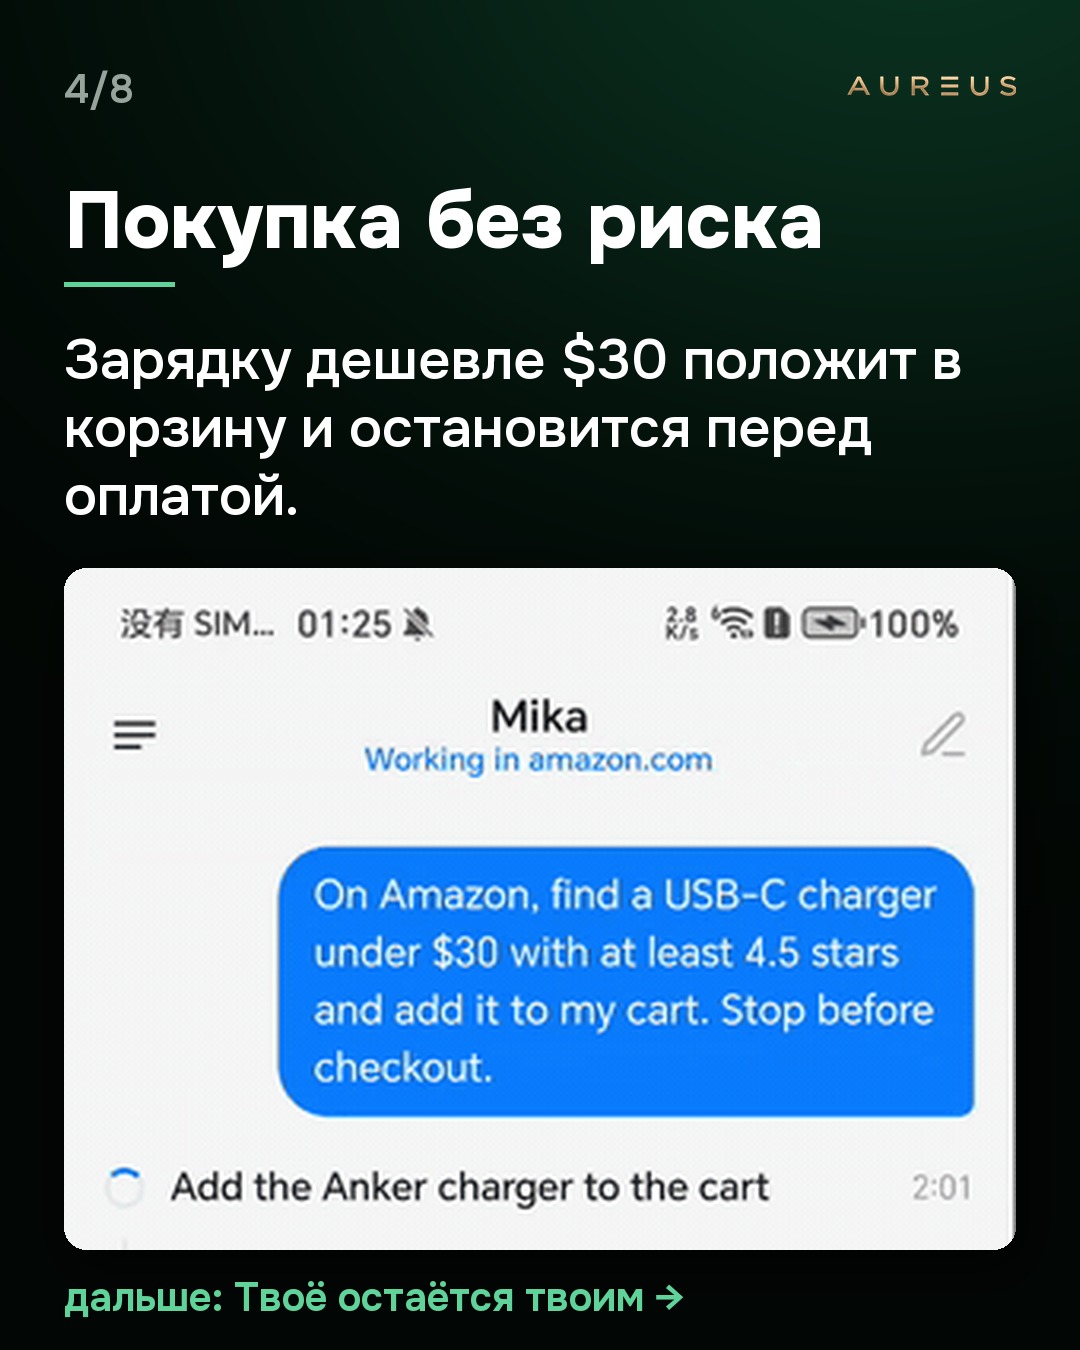 4/8
AUREUS
Покупка без риска
Зарядку дешевле $30 положит в
корзину и остановится перед
оплатой.
没有 SIM... 01:25 2.8 K/s 6 100%
Mika
Working in amazon.com
On Amazon, find a USB-C charger
under $30 with at least 4.5 stars
and add it to my cart. Stop before
checkout.
Add the Anker charger to the cart 2:01
дальше: Твоё остаётся твоим →